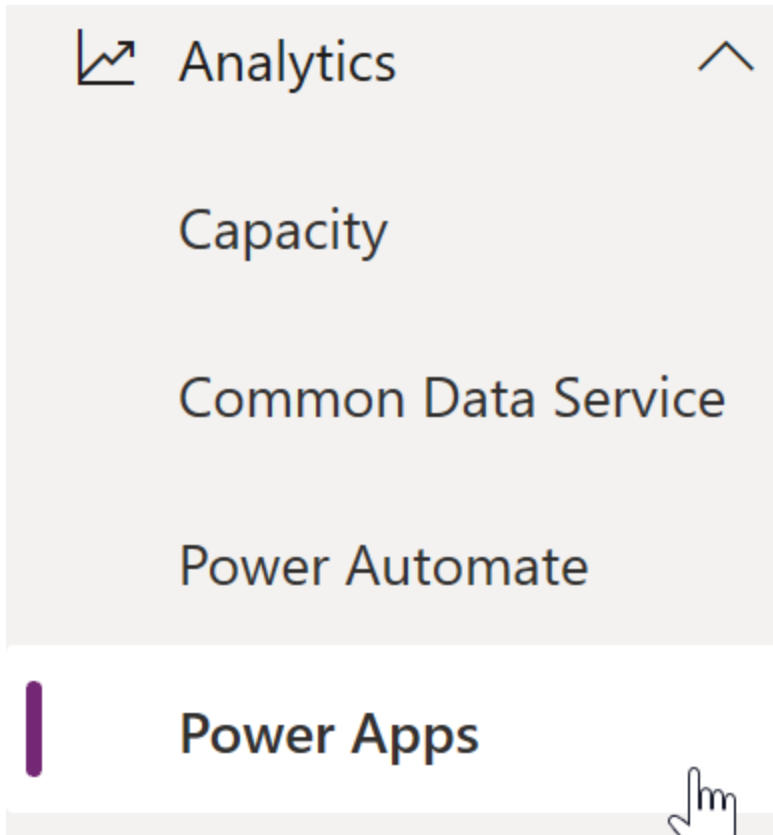 Analytics
Capacity
Common Data Service
Power Automate
Power Apps